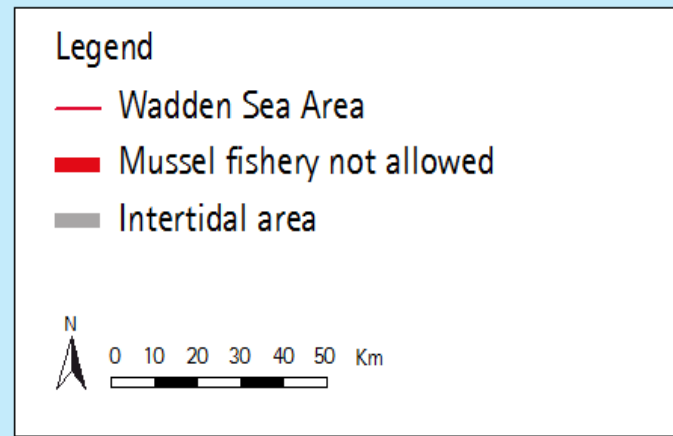 Legend
Wadden Sea Area
Mussel fishery not allowed
Intertidal area
N
0 10 20 30 40 50 Km